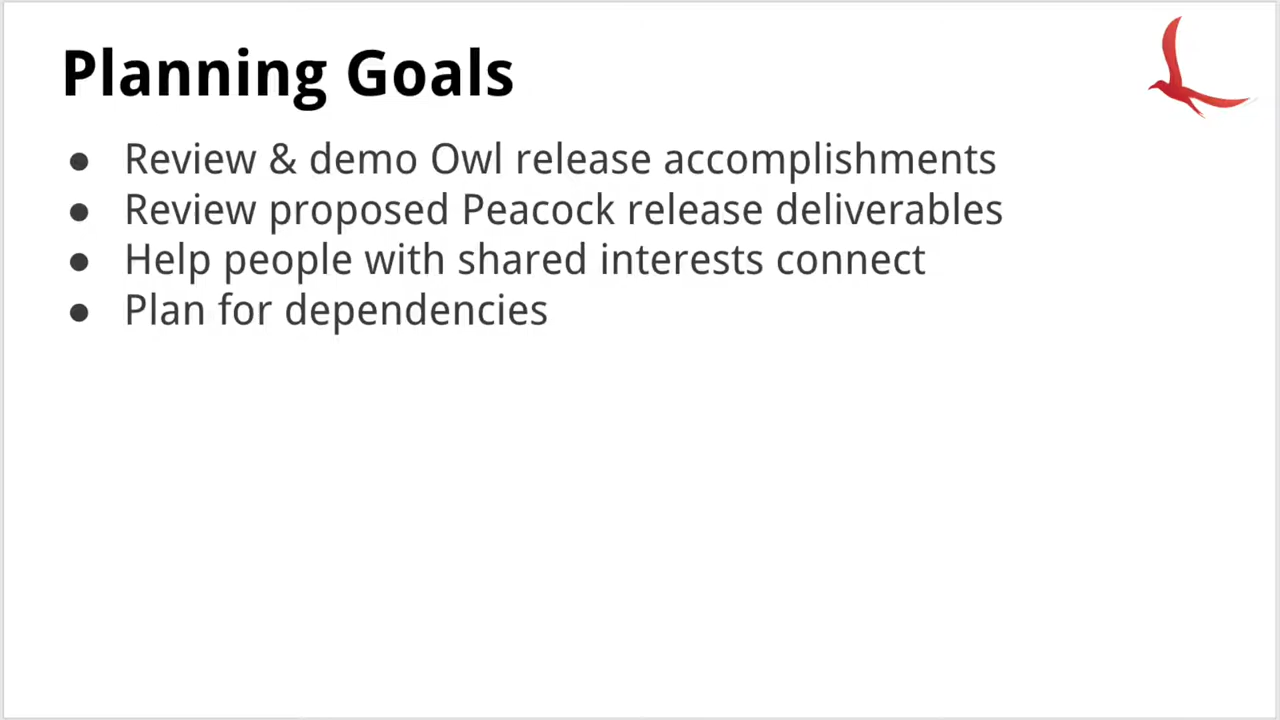 Planning Goals
● Review & demo Owl release accomplishments
● Review proposed Peacock release deliverables
● Help people with shared interests connect
● Plan for dependencies